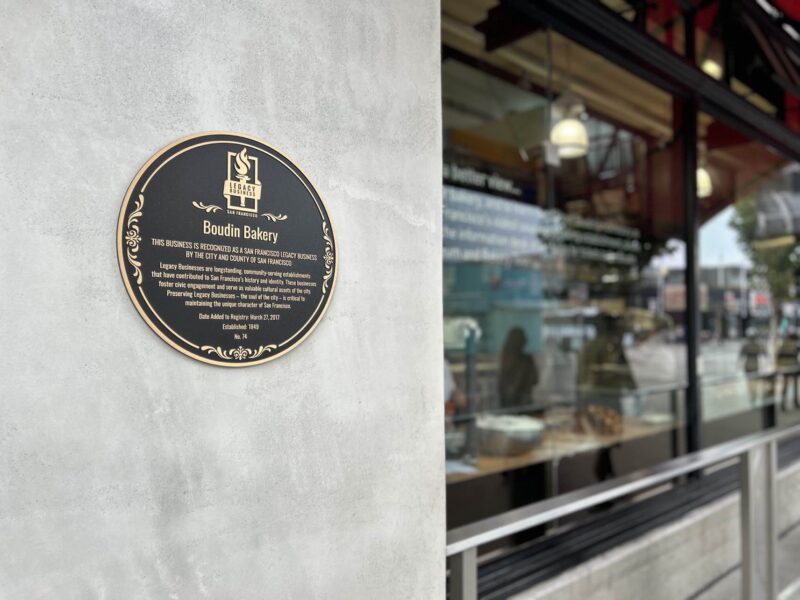 LEGACY
BUSINESS
SAN FRANCISCO
Boudin Bakery
THIS BUSINESS IS RECOGNIZED AS A SAN FRANCISCO LEGACY BUSINESS
BY THE CITY AND COUNTY OF SAN FRANCISCO
Legacy Businesses are longstanding, community-serving establishments
that have contributed to San Francisco's history and identity. These businesses
foster civic engagement and serve as valuable cultural assets of the city.
Preserving Legacy Businesses – the soul of the city – is critical to
maintaining the unique character of San Francisco.
Date Added to Registry: March 27, 2017
Established: 1849
No. 74
better view...
bakery